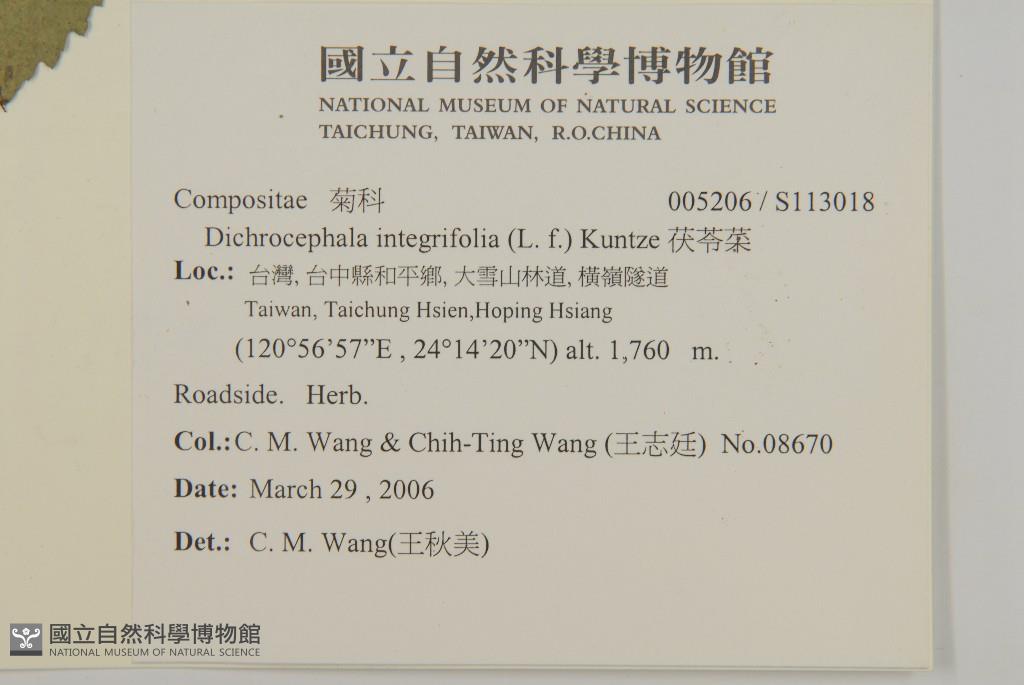 國立自然科學博物館
NATIONAL MUSEUM OF NATURAL SCIENCE
TAICHUNG, TAIWAN, R.O.CHINA
Compositae 菊科 005206 / S113018
Dichrocephala integrifolia (L. f.) Kuntze 茯苓菜
Loc.: 台灣, 台中縣和平鄉, 大雪山林道, 橫嶺隧道
Taiwan, Taichung Hsien,Hoping Hsiang
(120°56’57”E , 24°14’20”N) alt. 1,760 m.
Roadside. Herb.
Col.: C. M. Wang & Chih-Ting Wang (王志廷) No.08670
Date: March 29 , 2006
Det.: C. M. Wang(王秋美)
國立自然科學博物館
NATIONAL MUSEUM OF NATURAL SCIENCE